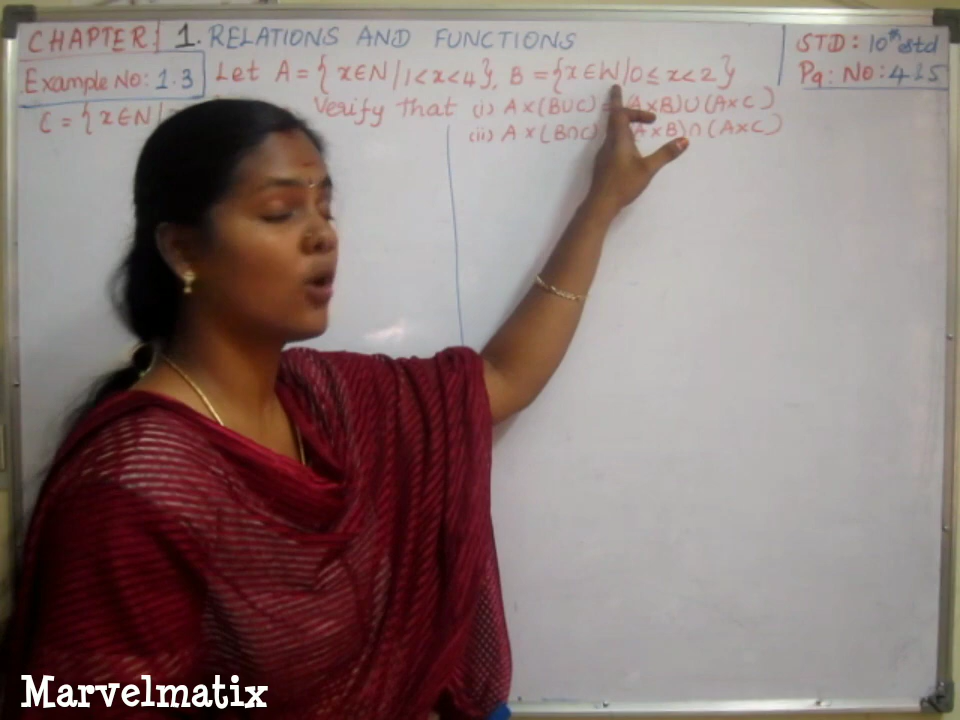 CHAPTER 1. RELATIONS AND FUNCTIONS
STD: 10th std
Pg: No: 4 & 5
Example No: 1.3
Let A = { x∈N / 1 < x < 4 }, B = { x∈W / 0 ≤ x < 2 }
C = { x∈N /
Verify that (i) A × (B∪C) = (A×B)∪(A×C)
(ii) A × (B∩C) (A×B)∩(A×C)
Marvelmatix